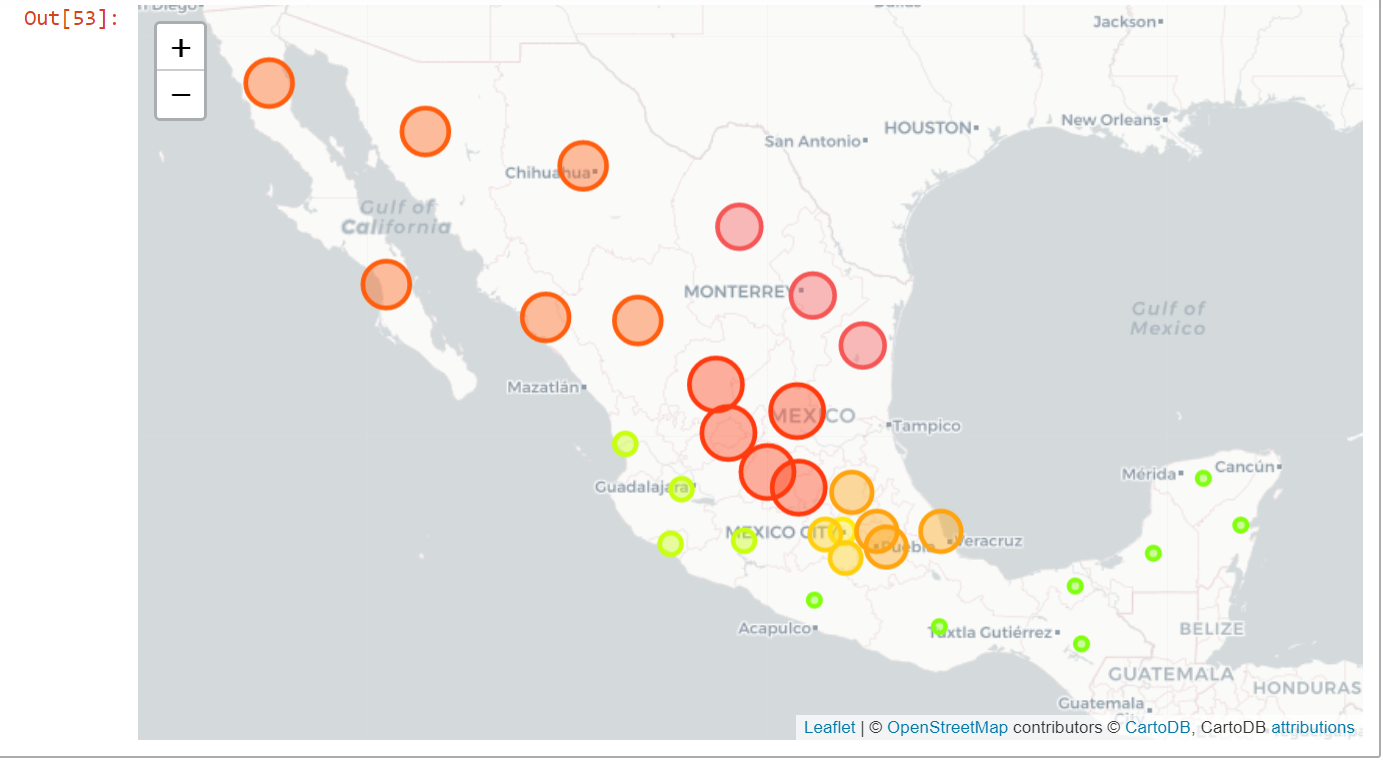 Out[53]:
+
−
Jackson
New Orleans
HOUSTON
San Antonio
Chihuahua
Gulf of
California
MONTERREY
Gulf of
Mexico
Mazatlán
MEXICO
Tampico
Mérida
Cancún
Guadalajara
MEXICO CITY
Puebla
Veracruz
Acapulco
Tuxtla Gutiérrez
BELIZE
GUATEMALA
HONDURAS
Guatemala
City
Leaflet | © OpenStreetMap contributors © CartoDB, CartoDB attributions